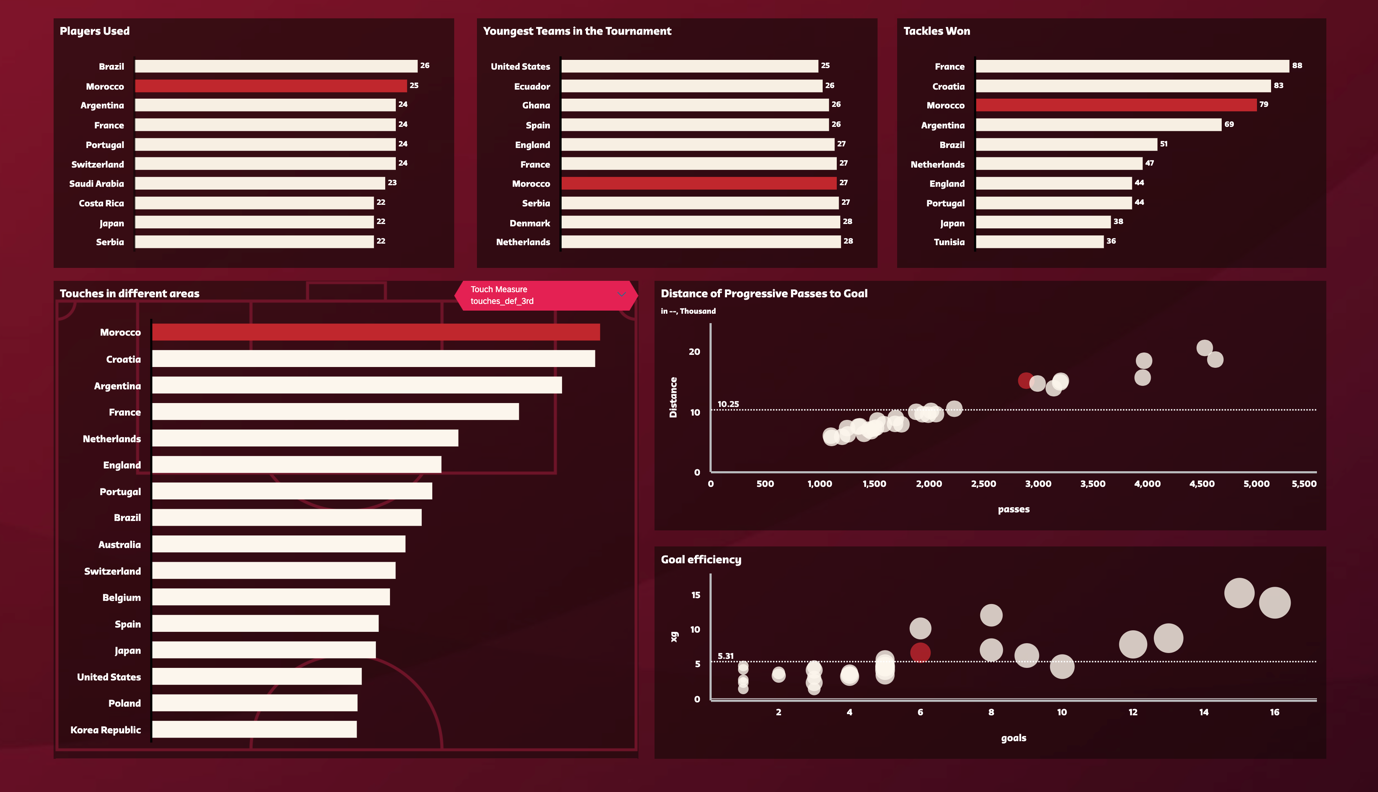 Players Used
Brazil 26
Morocco 25
Argentina 24
France 24
Portugal 24
Switzerland 24
Saudi Arabia 23
Costa Rica 22
Japan 22
Serbia 22
Youngest Teams in the Tournament
United States 25
Ecuador 26
Ghana 26
Spain 26
England 27
France 27
Morocco 27
Serbia 27
Denmark 28
Netherlands 28
Tackles Won
France 88
Croatia 83
Morocco 79
Argentina 69
Brazil 51
Netherlands 47
England 44
Portugal 44
Japan 38
Tunisia 36
Touches in different areas
Touch Measure
touches_def_3rd
Morocco
Croatia
Argentina
France
Netherlands
England
Portugal
Brazil
Australia
Switzerland
Belgium
Spain
Japan
United States
Poland
Korea Republic
Distance of Progressive Passes to Goal
in --, Thousand
Distance
20
10
0
10.25
0 500 1,000 1,500 2,000 2,500 3,000 3,500 4,000 4,500 5,000 5,500
passes
Goal efficiency
xg
15
10
5
0
5.31
2 4 6 8 10 12 14 16
goals